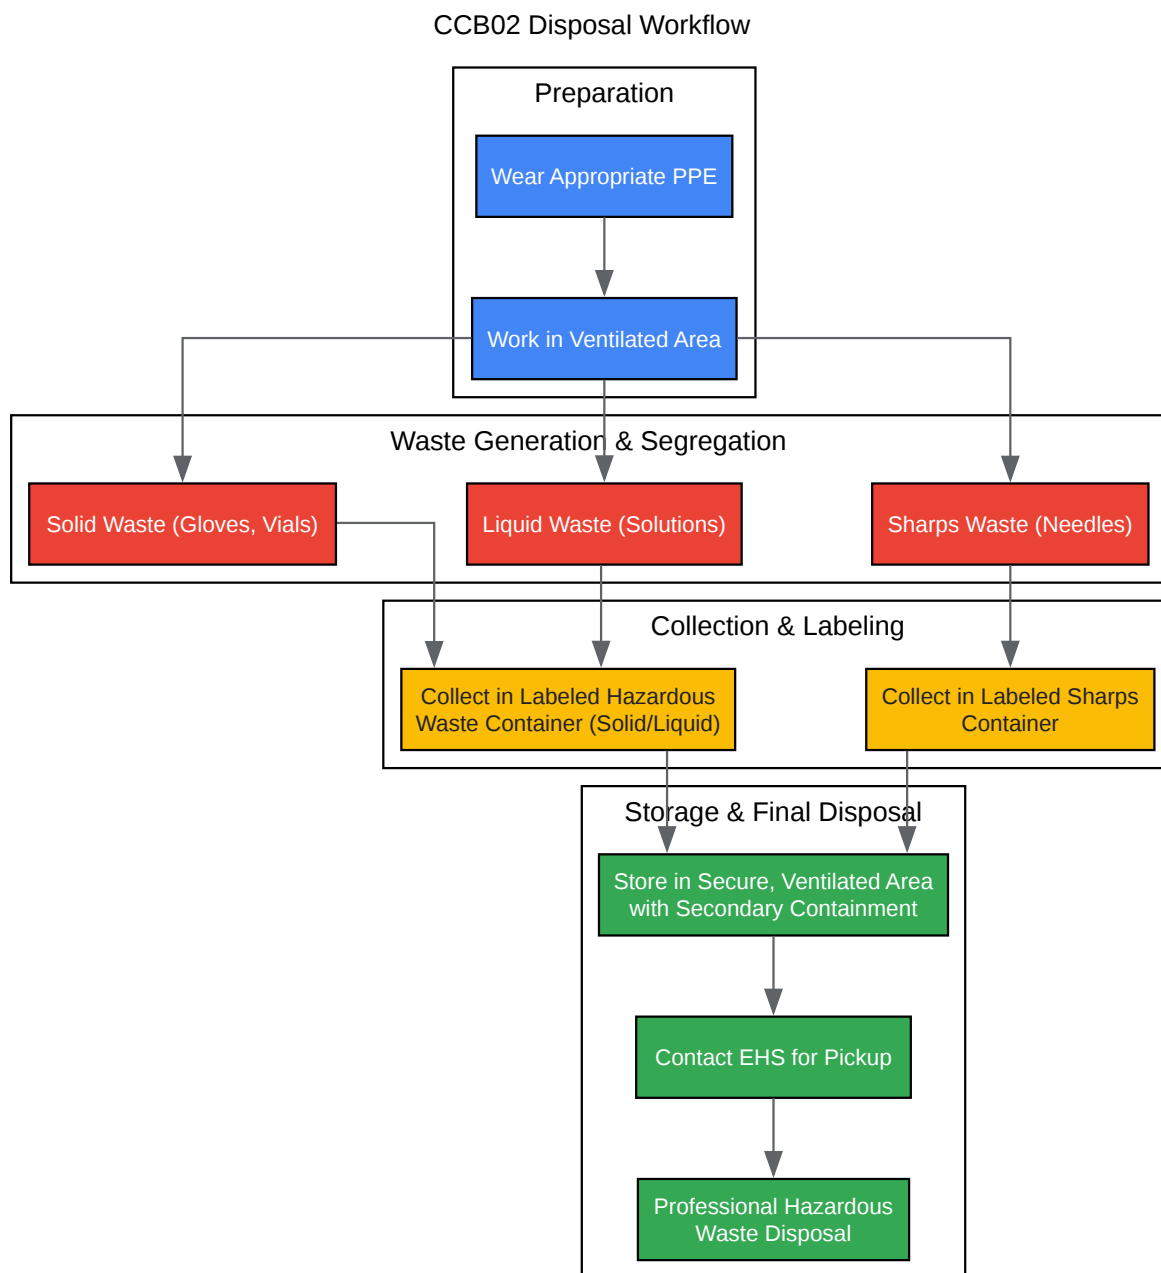 CCB02 Disposal Workflow
Preparation
Wear Appropriate PPE
Work in Ventilated Area
Waste Generation & Segregation
Solid Waste (Gloves, Vials)
Liquid Waste (Solutions)
Sharps Waste (Needles)
Collection & Labeling
Collect in Labeled Hazardous
Waste Container (Solid/Liquid)
Collect in Labeled Sharps
Container
Storage & Final Disposal
Store in Secure, Ventilated Area
with Secondary Containment
Contact EHS for Pickup
Professional Hazardous
Waste Disposal